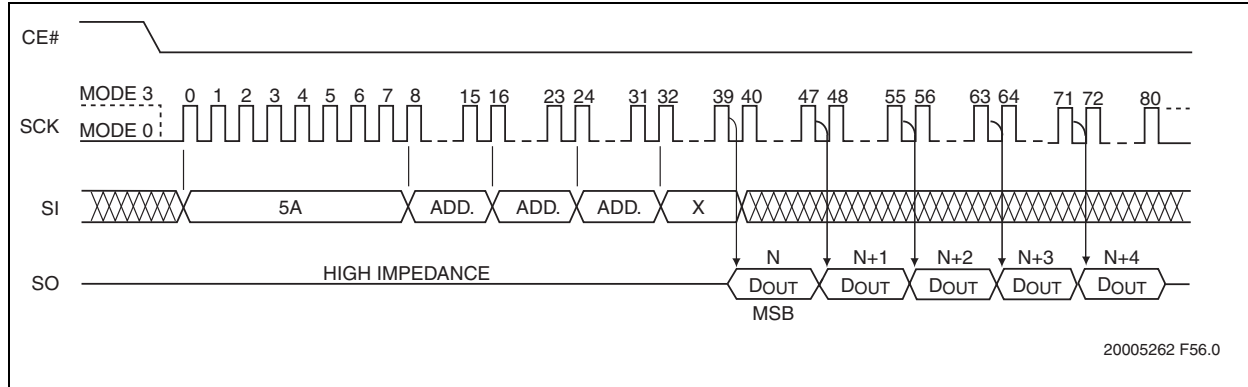 CE#
MODE 3
0 1 2 3 4 5 6 7 8 15 16 23 24 31 32 39 40 47 48 55 56 63 64 71 72 80
SCK
MODE 0
SI 5A ADD. ADD. ADD. X
N N+1 N+2 N+3 N+4
HIGH IMPEDANCE
SO DOUT DOUT DOUT DOUT DOUT
MSB
20005262 F56.0